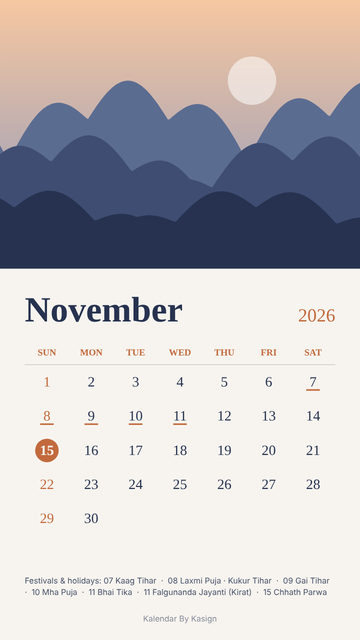 November 2026
SUN MON TUE WED THU FRI SAT
1 2 3 4 5 6 7
8 9 10 11 12 13 14
15 16 17 18 19 20 21
22 23 24 25 26 27 28
29 30
Festivals & holidays: 07 Kaag Tihar · 08 Laxmi Puja · Kukur Tihar · 09 Gai Tihar
· 10 Mha Puja · 11 Bhai Tika · 11 Falgunanda Jayanti (Kirat) · 15 Chhath Parwa
Kalendar By Kasign